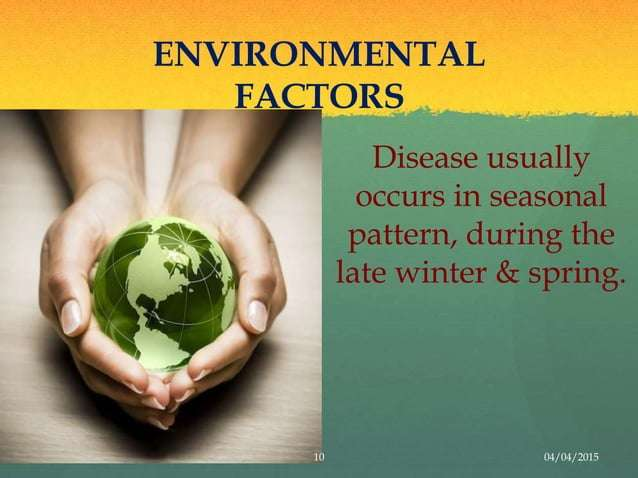 ENVIRONMENTAL
FACTORS
Disease usually
occurs in seasonal
pattern, during the
late winter & spring.
10
04/04/2015